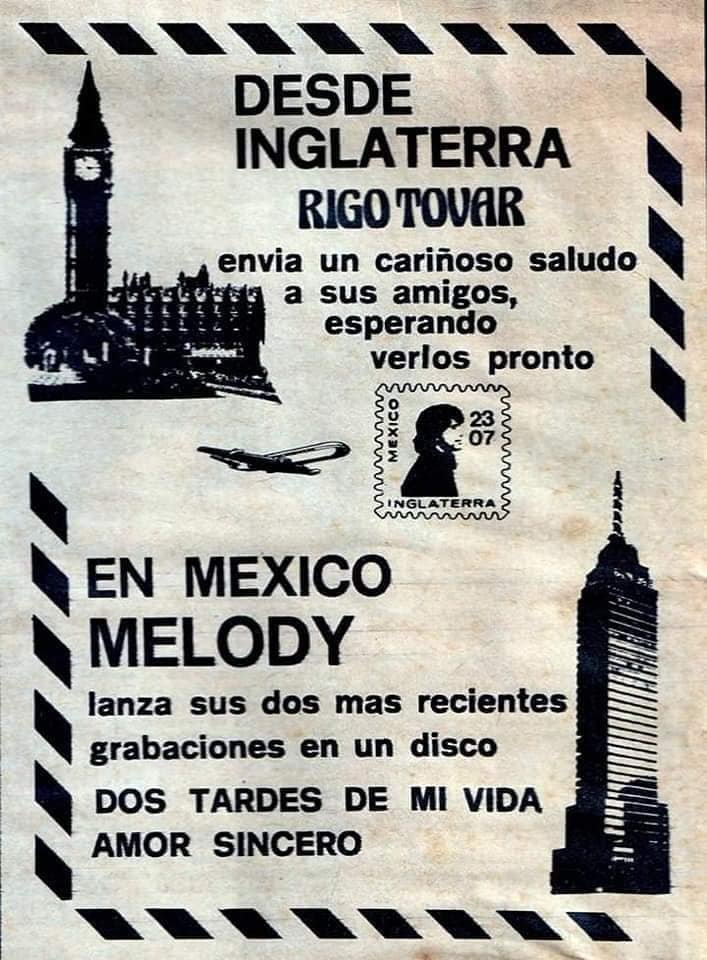 DESDE
INGLATERRA
RIGO TOVAR
envia un cariñoso saludo
a sus amigos,
esperando
verlos pronto
MEXICO
23
07
INGLATERRA
EN MEXICO
MELODY
lanza sus dos mas recientes
grabaciones en un disco
DOS TARDES DE MI VIDA
AMOR SINCERO